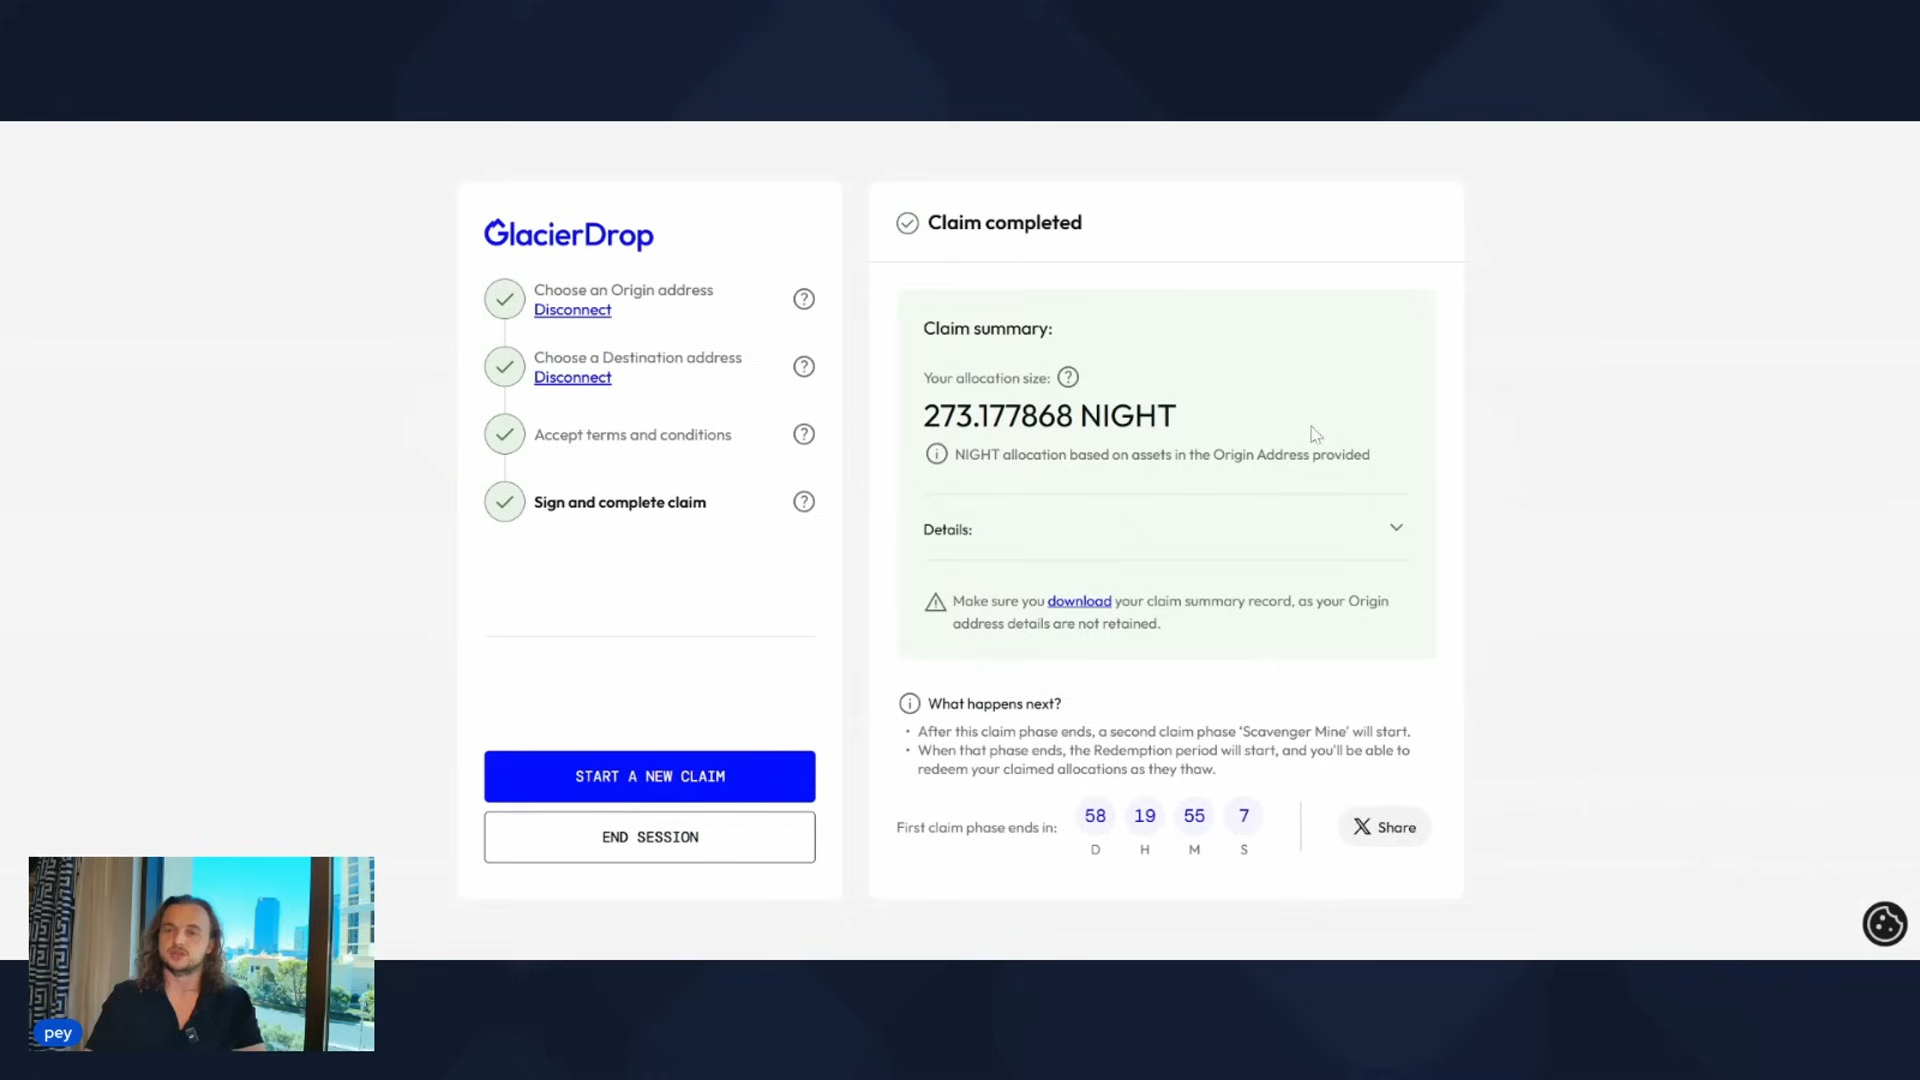 GlacierDrop
Choose an Origin address
Disconnect
Choose a Destination address
Disconnect
Accept terms and conditions
Sign and complete claim
START A NEW CLAIM
END SESSION
Claim completed
Claim summary:
Your allocation size:
273.177868 NIGHT
NIGHT allocation based on assets in the Origin Address provided
Details:
Make sure you download your claim summary record, as your Origin
address details are not retained.
What happens next?
• After this claim phase ends, a second claim phase ‘Scavenger Mine’ will start.
• When that phase ends, the Redemption period will start, and you'll be able to
redeem your claimed allocations as they thaw.
First claim phase ends in:
58 19 55 7
D H M S
Share
pey